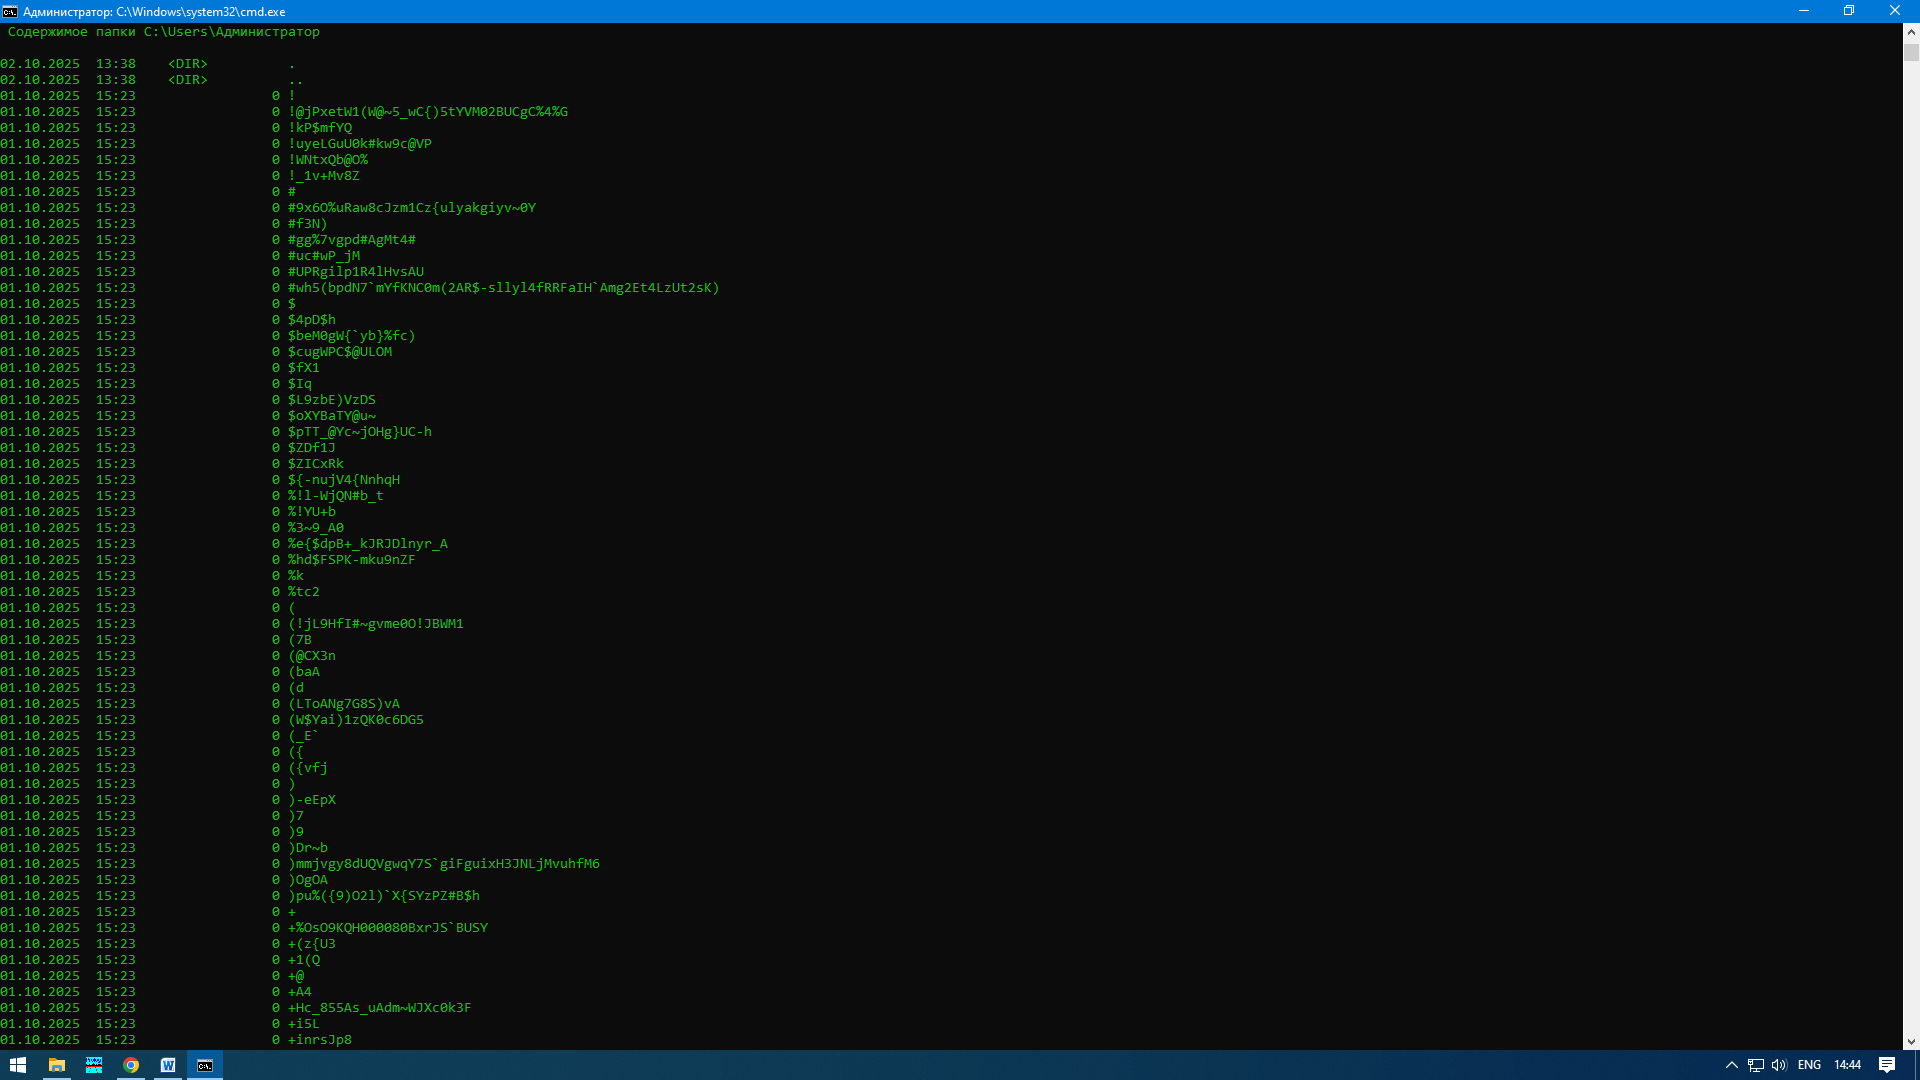 Администратор: C:\Windows\system32\cmd.exe
Содержимое папки C:\Users\Администратор
02.10.2025  13:38    <DIR>          .
02.10.2025  13:38    <DIR>          ..
01.10.2025  15:23                 0 !
01.10.2025  15:23                 0 !@jPxetW1(W@~5_wC{)5tYVM02BUCgC%4%G
01.10.2025  15:23                 0 !kP$mfYQ
01.10.2025  15:23                 0 !uyeLGuU0k#kw9c@VP
01.10.2025  15:23                 0 !WNtxQb@O%
01.10.2025  15:23                 0 !_1v+Mv8Z
01.10.2025  15:23                 0 #
01.10.2025  15:23                 0 #9x6O%uRaw8cJzm1Cz{ulyakgiyv~0Y
01.10.2025  15:23                 0 #f3N)
01.10.2025  15:23                 0 #gg%7vgpd#AgMt4#
01.10.2025  15:23                 0 #uc#wP_jM
01.10.2025  15:23                 0 #UPRgilp1R4lHvsAU
01.10.2025  15:23                 0 #wh5(bpdN7`mYfKNC0m(2AR$-sllyl4fRRFaIH`Amg2Et4LzUt2sK)
01.10.2025  15:23                 0 $
01.10.2025  15:23                 0 $4pD$h
01.10.2025  15:23                 0 $beM0gW{`yb}%fc)
01.10.2025  15:23                 0 $cugWPC$@ULOM
01.10.2025  15:23                 0 $fX1
01.10.2025  15:23                 0 $Iq
01.10.2025  15:23                 0 $L9zbE)VzDS
01.10.2025  15:23                 0 $oXYBaTY@u~
01.10.2025  15:23                 0 $pTT_@Yc~jOHg}UC-h
01.10.2025  15:23                 0 $ZDf1J
01.10.2025  15:23                 0 $ZICxRk
01.10.2025  15:23                 0 ${-nujV4{NnhqH
01.10.2025  15:23                 0 %!l-WjQN#b_t
01.10.2025  15:23                 0 %!YU+b
01.10.2025  15:23                 0 %3~9_A0
01.10.2025  15:23                 0 %e{$dpB+_kJRJDlnyr_A
01.10.2025  15:23                 0 %hd$FSPK-mku9nZF
01.10.2025  15:23                 0 %k
01.10.2025  15:23                 0 %tc2
01.10.2025  15:23                 0 (
01.10.2025  15:23                 0 (!jL9HfI#~gvme0O!JBWM1
01.10.2025  15:23                 0 (7B
01.10.2025  15:23                 0 (@CX3n
01.10.2025  15:23                 0 (baA
01.10.2025  15:23                 0 (d
01.10.2025  15:23                 0 (LToANg7G8S)vA
01.10.2025  15:23                 0 (W$Yai)1zQK0c6DG5
01.10.2025  15:23                 0 (_E`
01.10.2025  15:23                 0 ({
01.10.2025  15:23                 0 ({vfj
01.10.2025  15:23                 0 )
01.10.2025  15:23                 0 )-eEpX
01.10.2025  15:23                 0 )7
01.10.2025  15:23                 0 )9
01.10.2025  15:23                 0 )Dr~b
01.10.2025  15:23                 0 )mmjvgy8dUQVgwqY7S`giFguixH3JNLjMvuhfM6
01.10.2025  15:23                 0 )OgOA
01.10.2025  15:23                 0 )pu%({9)O2l)`X{SYzPZ#B$h
01.10.2025  15:23                 0 +
01.10.2025  15:23                 0 +%OsO9KQH000080BxrJS`BUSY
01.10.2025  15:23                 0 +(z{U3
01.10.2025  15:23                 0 +1(Q
01.10.2025  15:23                 0 +@
01.10.2025  15:23                 0 +A4
01.10.2025  15:23                 0 +Hc_855As_uAdm~WJXc0k3F
01.10.2025  15:23                 0 +i5L
01.10.2025  15:23                 0 +inrsJp8
ENG 14:44